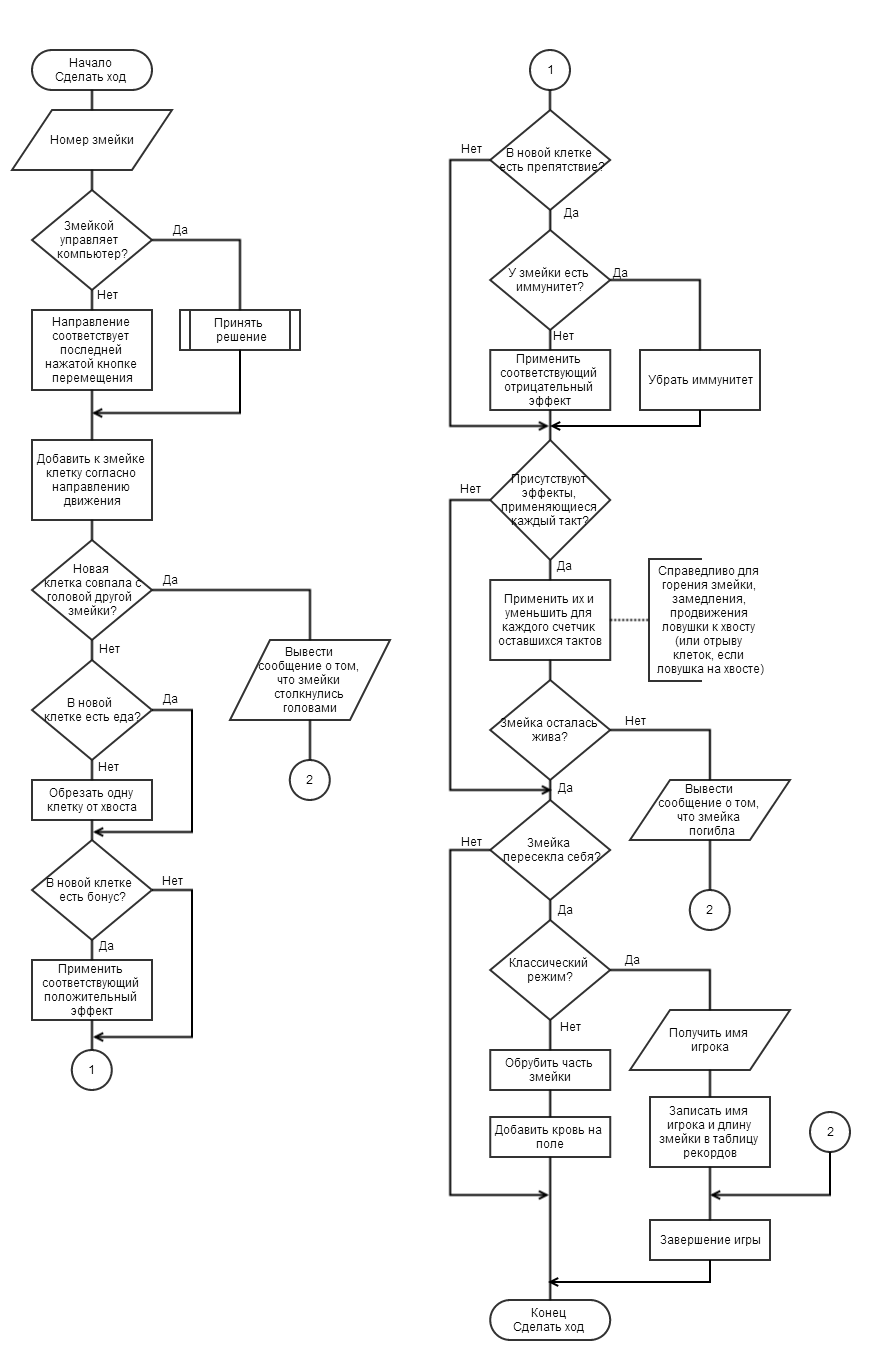 Начало
Сделать ход
Номер змейки
Змейкой
управляет
компьютер?
Да
Нет
Направление
соответствует
последней
нажатой кнопке
перемещения
Принять
решение
Добавить к змейке
клетку согласно
направлению
движения
Новая
клетка совпала с
головой другой
змейки?
Да
Нет
Вывести
сообщение о том,
что змейки
столкнулись
головами
2
В новой
клетке есть еда?
Да
Нет
Обрезать одну
клетку от хвоста
В новой клетке
есть бонус?
Нет
Да
Применить
соответствующий
положительный
эффект
1
1
В новой клетке
есть препятствие?
Нет
Да
У змейки есть
иммунитет?
Да
Нет
Применить
соответствующий
отрицательный
эффект
Убрать иммунитет
Присутствуют
эффекты,
применяющиеся
каждый такт?
Нет
Да
Применить их и
уменьшить для
каждого счетчик
оставшихся тактов
Справедливо для
горения змейки,
замедления,
продвижения
ловушки к хвосту
(или отрыву
клеток, если
ловушка на хвосте)
Змейка осталась
жива?
Нет
Да
Вывести
сообщение о том,
что змейка
погибла
2
Змейка
пересекла себя?
Нет
Да
Классический
режим?
Да
Нет
Обрубить часть
змейки
Добавить кровь на
поле
Получить имя
игрока
Записать имя
игрока и длину
змейки в таблицу
рекордов
2
Завершение игры
Конец
Сделать ход